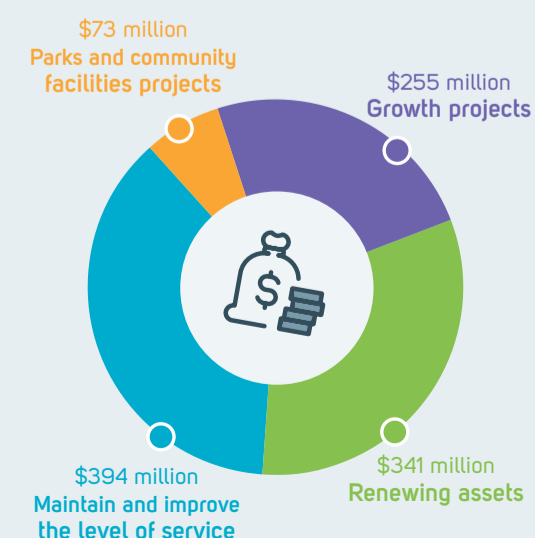 $73 million
Parks and community
facilities projects
$255 million
Growth projects
$
$394 million
Maintain and improve
the level of service
$341 million
Renewing assets